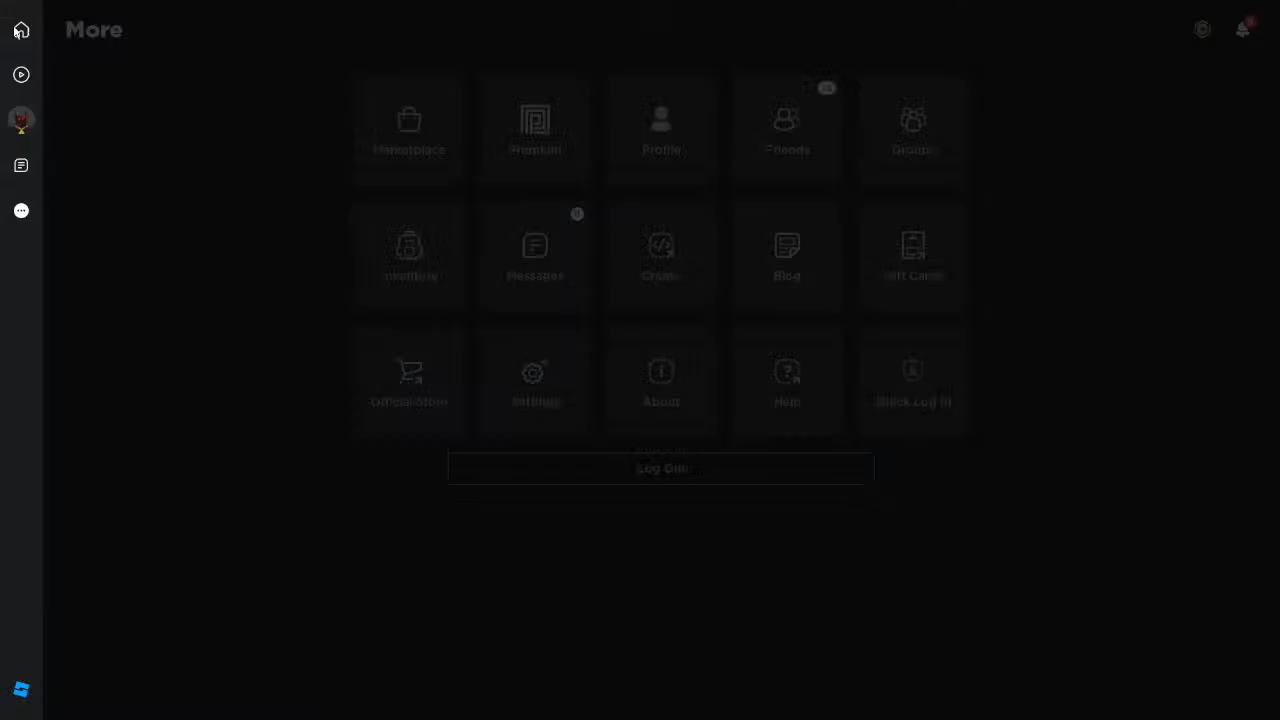 More
Marketplace
Premium
Profile
Friends
Groups
Inventory
Messages
Create
Blog
Gift Cards
Official Store
Settings
About
Help
Quick Log In
Log Out